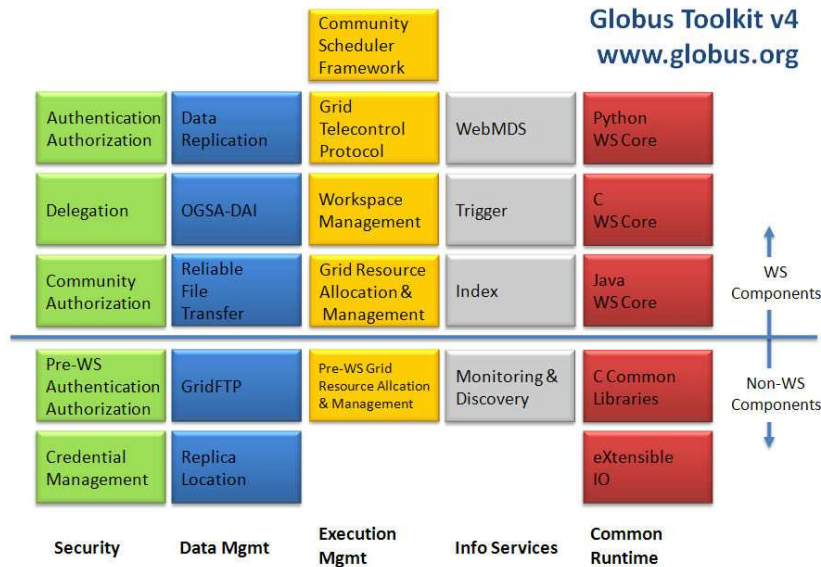 Globus Toolkit v4
www.globus.org
Community
Scheduler
Framework
Authentication
Authorization
Data
Replication
Grid
Telecontrol
Protocol
WebMDS
Python
WS Core
Delegation
OGSA-DAI
Workspace
Management
Trigger
C
WS Core
Community
Authorization
Reliable
File
Transfer
Grid Resource
Allocation &
Management
Index
Java
WS Core
WS
Components
Pre-WS
Authentication
Authorization
GridFTP
Pre-WS Grid
Resource Allcation
& Management
Monitoring &
Discovery
C Common
Libraries
Non-WS
Components
Credential
Management
Replica
Location
eXtensible
IO
Security
Data Mgmt
Execution
Mgmt
Info Services
Common
Runtime